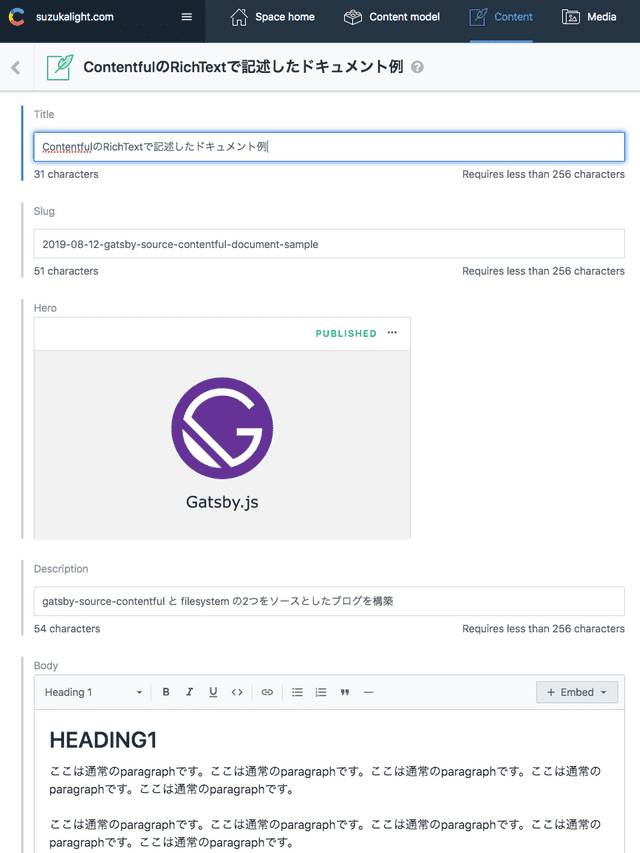 suzukalight.com
Space home
Content model
Content
Media
ContentfulのRichTextで記述したドキュメント例
Title
ContentfulのRichTextで記述したドキュメント例
31 characters
Requires less than 256 characters
Slug
2019-08-12-gatsby-source-contentful-document-sample
51 characters
Requires less than 256 characters
Hero
PUBLISHED
Gatsby.js
Description
gatsby-source-contentful と filesystem の2つをソースとしたブログを構築
54 characters
Requires less than 256 characters
Body
Heading 1
B I U
+ Embed
HEADING1
ここは通常のparagraphです。ここは通常のparagraphです。ここは通常のparagraphです。ここは通常の
paragraphです。ここは通常のparagraphです。
ここは通常のparagraphです。ここは通常のparagraphです。ここは通常のparagraphです。ここは通常の
paragraphです。ここは通常のparagraphです。